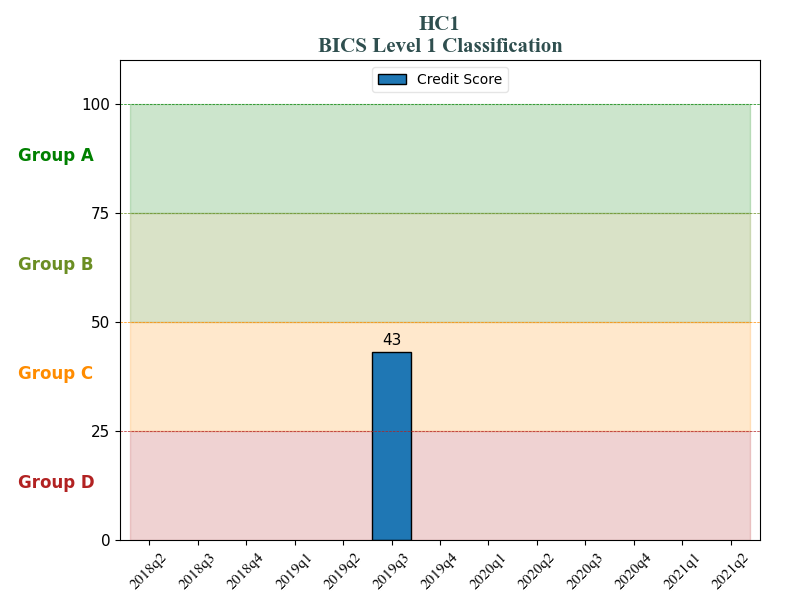 HC1
BICS Level 1 Classification
Credit Score
100
Group A
75
Group B
50
Group C
43
25
Group D
0
2018q2 2018q3 2018q4 2019q1 2019q2 2019q3 2019q4 2020q1 2020q2 2020q3 2020q4 2021q1 2021q2